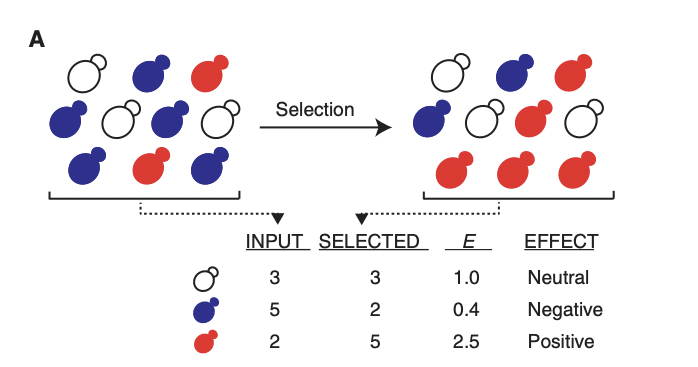 A
Selection
INPUT SELECTED E EFFECT
3 3 1.0 Neutral
5 2 0.4 Negative
2 5 2.5 Positive